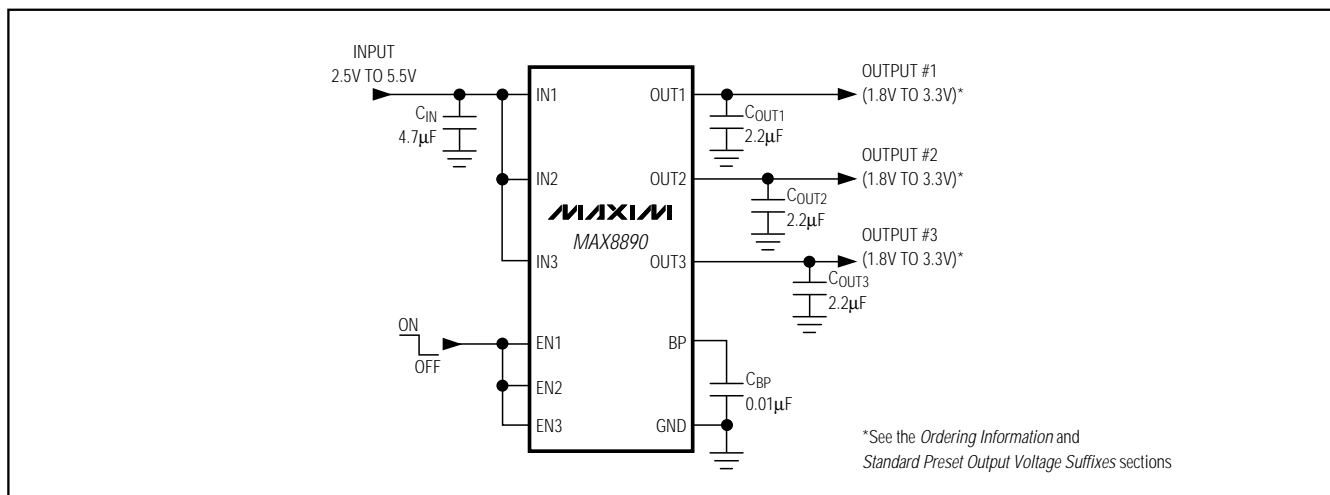 INPUT
2.5V TO 5.5V
CIN
4.7µF
IN1
IN2
IN3
ON
OFF
EN1
EN2
EN3
MAXIM
MAX8890
OUT1
OUT2
OUT3
BP
GND
COUT1
2.2µF
OUTPUT #1
(1.8V TO 3.3V)*
COUT2
2.2µF
OUTPUT #2
(1.8V TO 3.3V)*
COUT3
2.2µF
OUTPUT #3
(1.8V TO 3.3V)*
CBP
0.01µF
*See the Ordering Information and
Standard Preset Output Voltage Suffixes sections